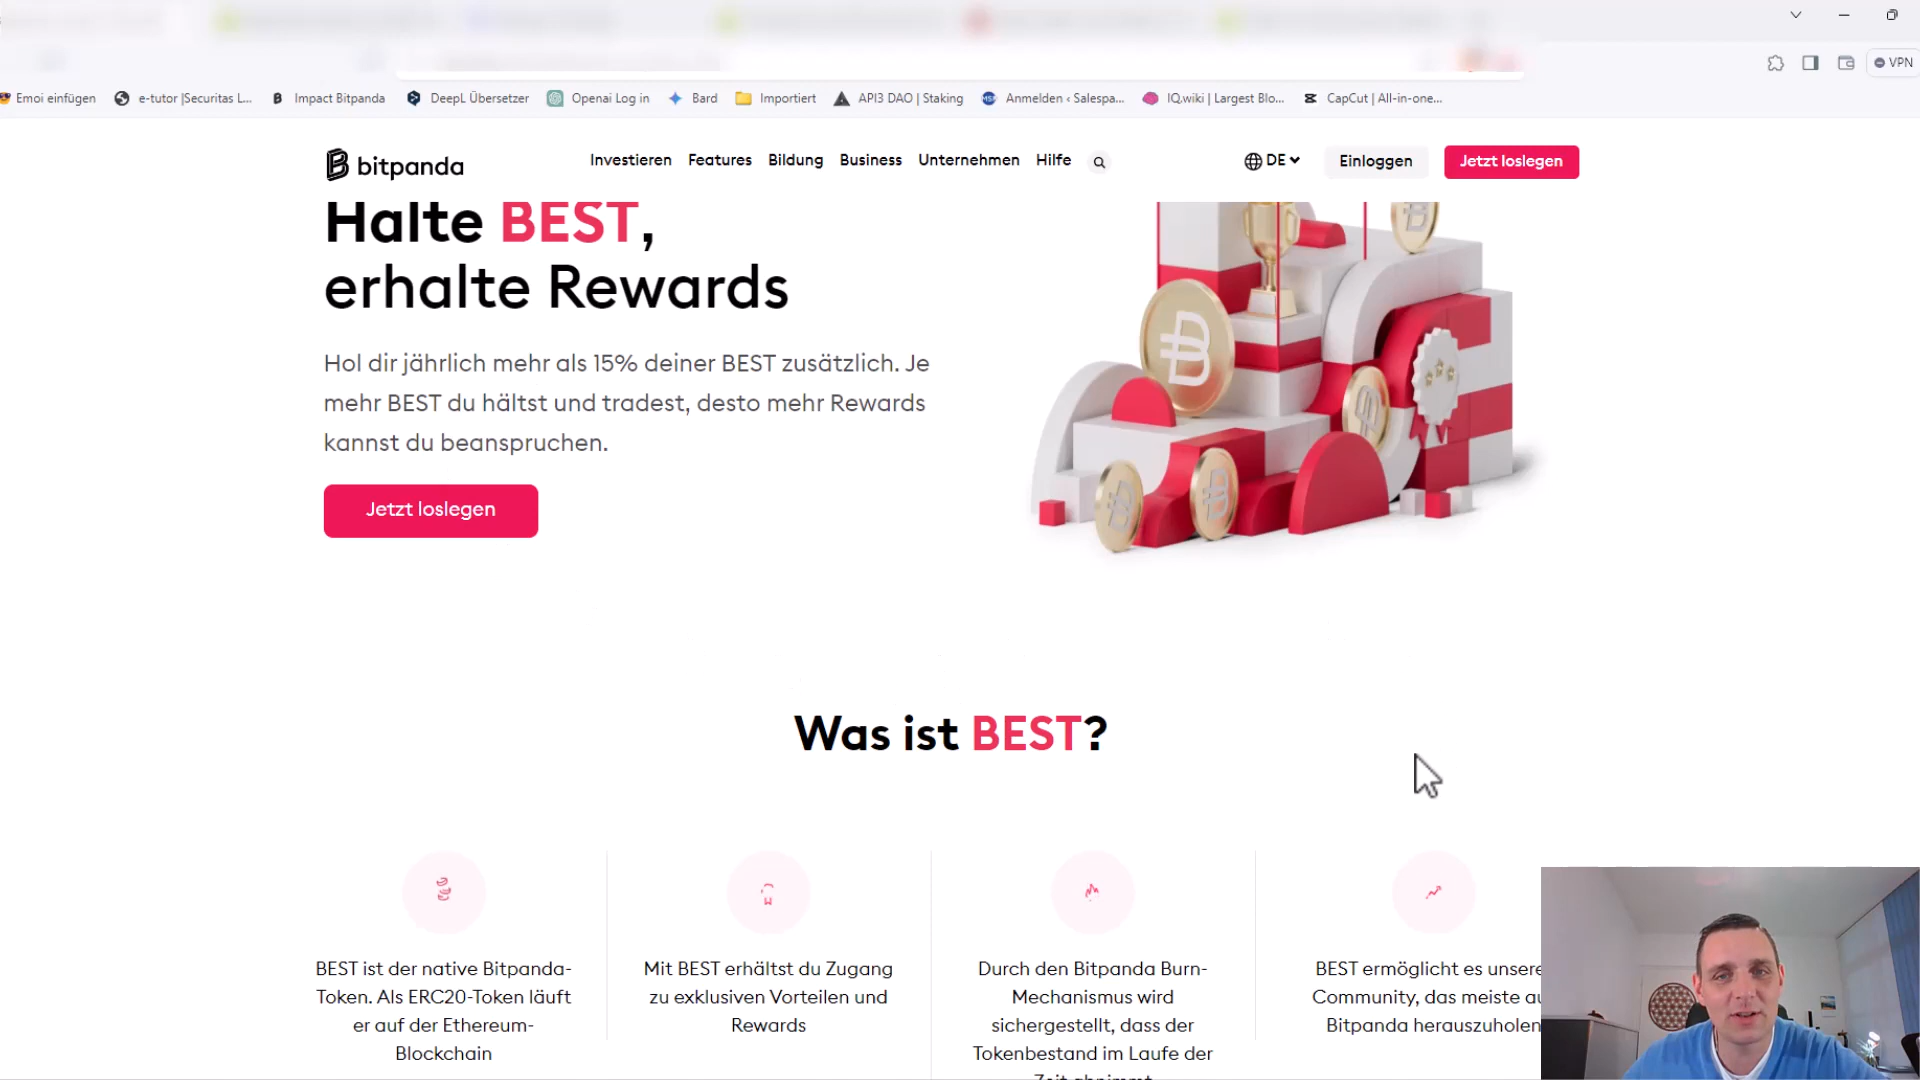 VPN
Emoi einfügen
e-tutor |Securitas L...
Impact Bitpanda
DeepL Übersetzer
Openai Log in
Bard
Importiert
API3 DAO | Staking
Anmelden ‹ Salespa...
IQ.wiki | Largest Blo...
CapCut | All-in-one...
bitpanda
Investieren
Features
Bildung
Business
Unternehmen
Hilfe
DE
Einloggen
Jetzt loslegen
Halte BEST,
erhalte Rewards
Hol dir jährlich mehr als 15% deiner BEST zusätzlich. Je
mehr BEST du hältst und tradest, desto mehr Rewards
kannst du beanspruchen.
Jetzt loslegen
Was ist BEST?
BEST ist der native Bitpanda-
Token. Als ERC20-Token läuft
er auf der Ethereum-
Blockchain
Mit BEST erhältst du Zugang
zu exklusiven Vorteilen und
Rewards
Durch den Bitpanda Burn-
Mechanismus wird
sichergestellt, dass der
Tokenbestand im Laufe der
BEST ermöglicht es unsere
Community, das meiste au
Bitpanda herauszuholen